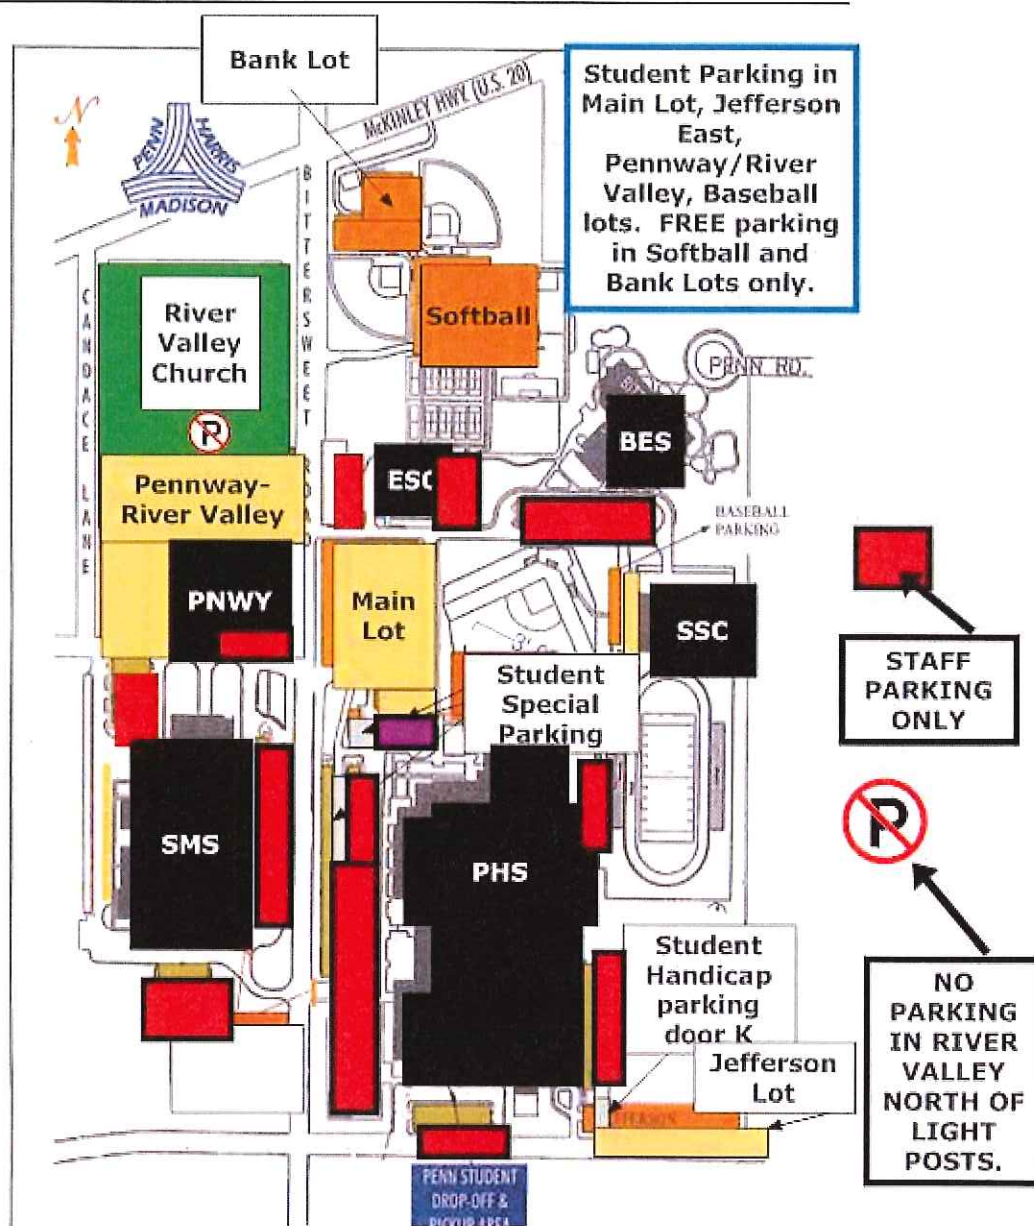 Bank Lot
McKINLEY HWY. (U.S. 20)
Student Parking in
Main Lot, Jefferson
East,
Pennway/River
Valley, Baseball
lots. FREE parking
in Softball and
Bank Lots only.
N
PENN
HARRIS
MADISON
BITTERSWEET
CANDACE LANE
River
Valley
Church
P
Softball
PENN RD.
BES
ESC
Pennway-
River Valley
BASEBALL
PARKING
PNWY
Main
Lot
SSC
STAFF
PARKING
ONLY
Student
Special
Parking
P
SMS
PHS
Student
Handicap
parking
door K
Jefferson
Lot
NO
PARKING
IN RIVER
VALLEY
NORTH OF
LIGHT
POSTS.
PENN STUDENT
DROP-OFF &
PICKUP AREA